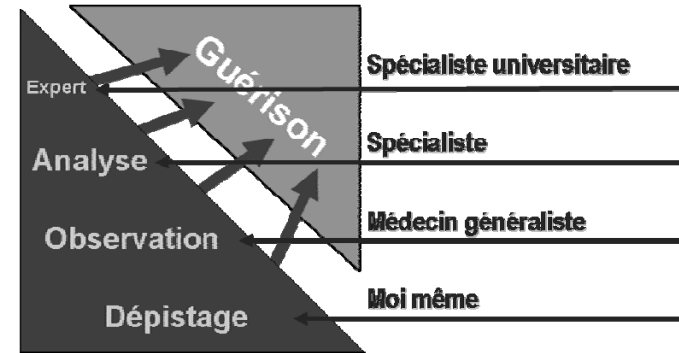 Guérison
Spécialiste universitaire
Expert
Spécialiste
Analyse
Médecin généraliste
Observation
Moi même
Dépistage